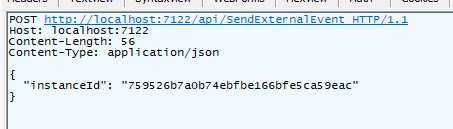 POST http://localhost:7122/api/SendExternalEvent HTTP/1.1
Host: localhost:7122
Content-Length: 56
Content-Type: application/json
{
"instanceId": "759526b7a0b74ebfbe166bfe5ca59eac"
}